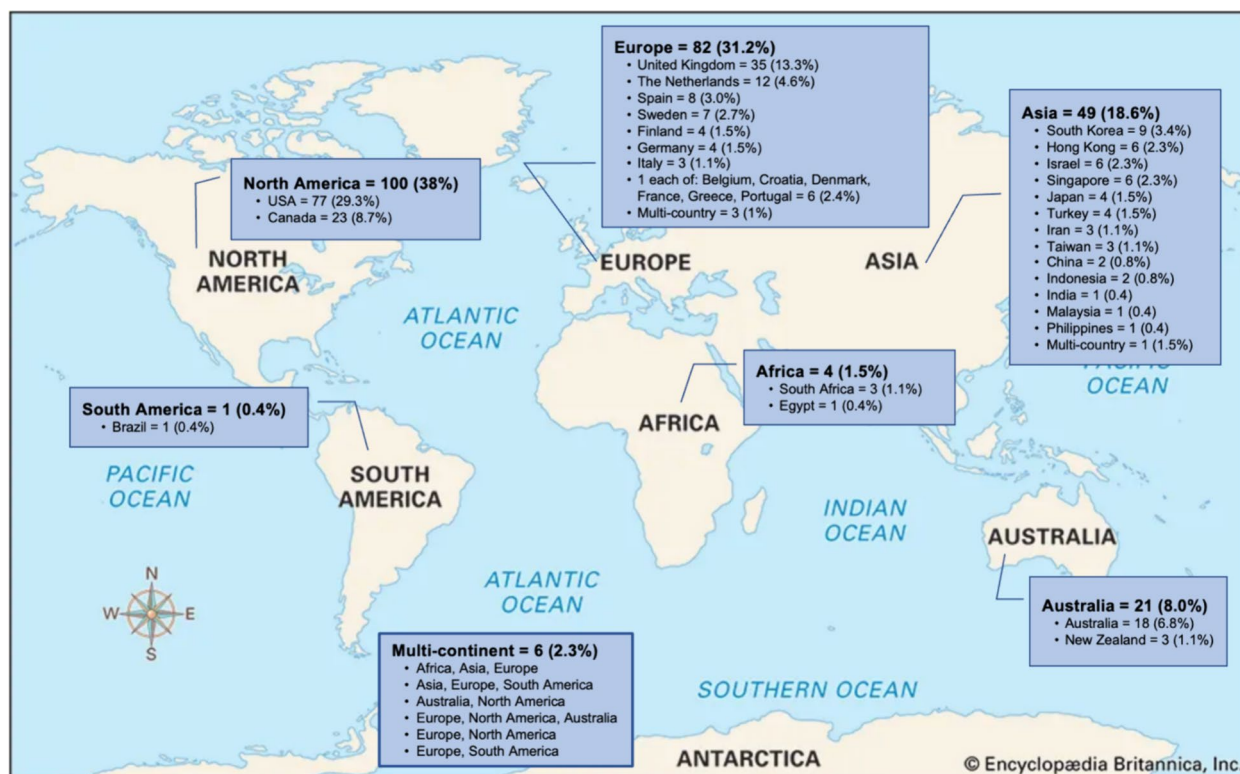 Europe = 82 (31.2%)
• United Kingdom = 35 (13.3%)
• The Netherlands = 12 (4.6%)
• Spain = 8 (3.0%)
• Sweden = 7 (2.7%)
• Finland = 4 (1.5%)
• Germany = 4 (1.5%)
• Italy = 3 (1.1%)
• 1 each of: Belgium, Croatia, Denmark,
France, Greece, Portugal = 6 (2.4%)
• Multi-country = 3 (1%)
Asia = 49 (18.6%)
• South Korea = 9 (3.4%)
• Hong Kong = 6 (2.3%)
• Israel = 6 (2.3%)
• Singapore = 6 (2.3%)
• Japan = 4 (1.5%)
• Turkey = 4 (1.5%)
• Iran = 3 (1.1%)
• Taiwan = 3 (1.1%)
• China = 2 (0.8%)
• Indonesia = 2 (0.8%)
• India = 1 (0.4)
• Malaysia = 1 (0.4)
• Philippines = 1 (0.4)
• Multi-country = 1 (1.5%)
North America = 100 (38%)
• USA = 77 (29.3%)
• Canada = 23 (8.7%)
NORTH
AMERICA
EUROPE
ASIA
ATLANTIC
OCEAN
PACIFIC
OCEAN
Africa = 4 (1.5%)
• South Africa = 3 (1.1%)
• Egypt = 1 (0.4%)
South America = 1 (0.4%)
• Brazil = 1 (0.4%)
AFRICA
PACIFIC
OCEAN
SOUTH
AMERICA
INDIAN
OCEAN
AUSTRALIA
ATLANTIC
OCEAN
N
W
E
S
Australia = 21 (8.0%)
• Australia = 18 (6.8%)
• New Zealand = 3 (1.1%)
Multi-continent = 6 (2.3%)
• Africa, Asia, Europe
• Asia, Europe, South America
• Australia, North America
• Europe, North America, Australia
• Europe, North America
• Europe, South America
SOUTHERN OCEAN
ANTARCTICA
© Encyclopædia Britannica, Inc.